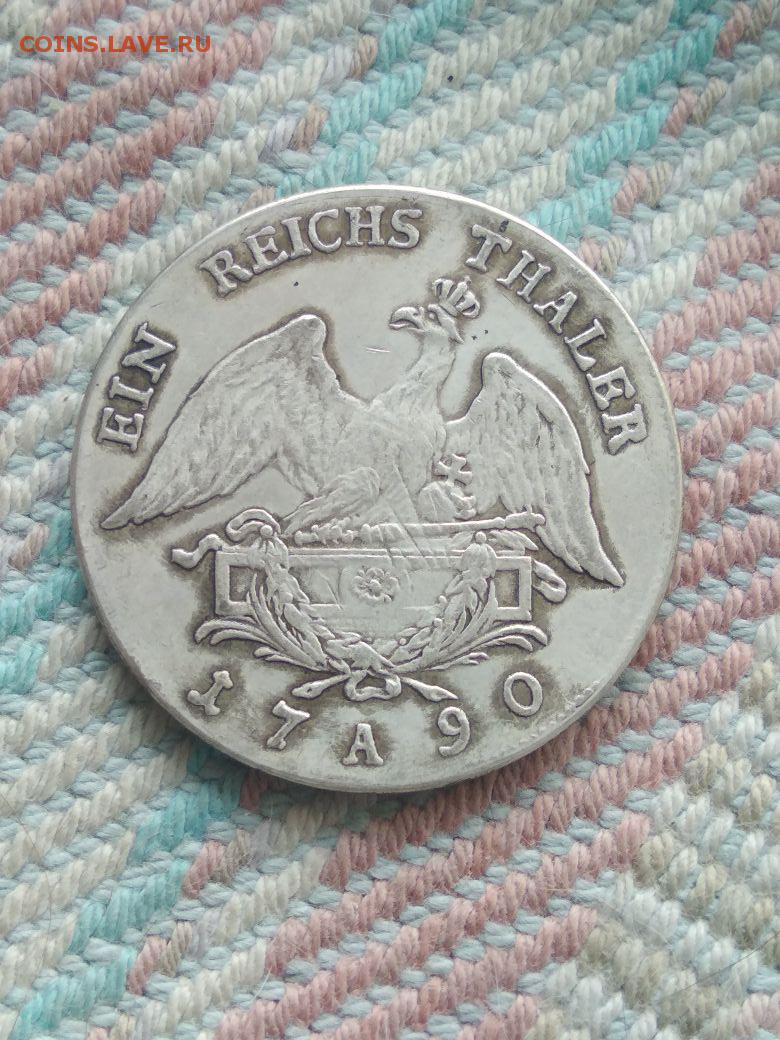 COINS.LAVE.RU
EIN REICHS THALER
17 A 90